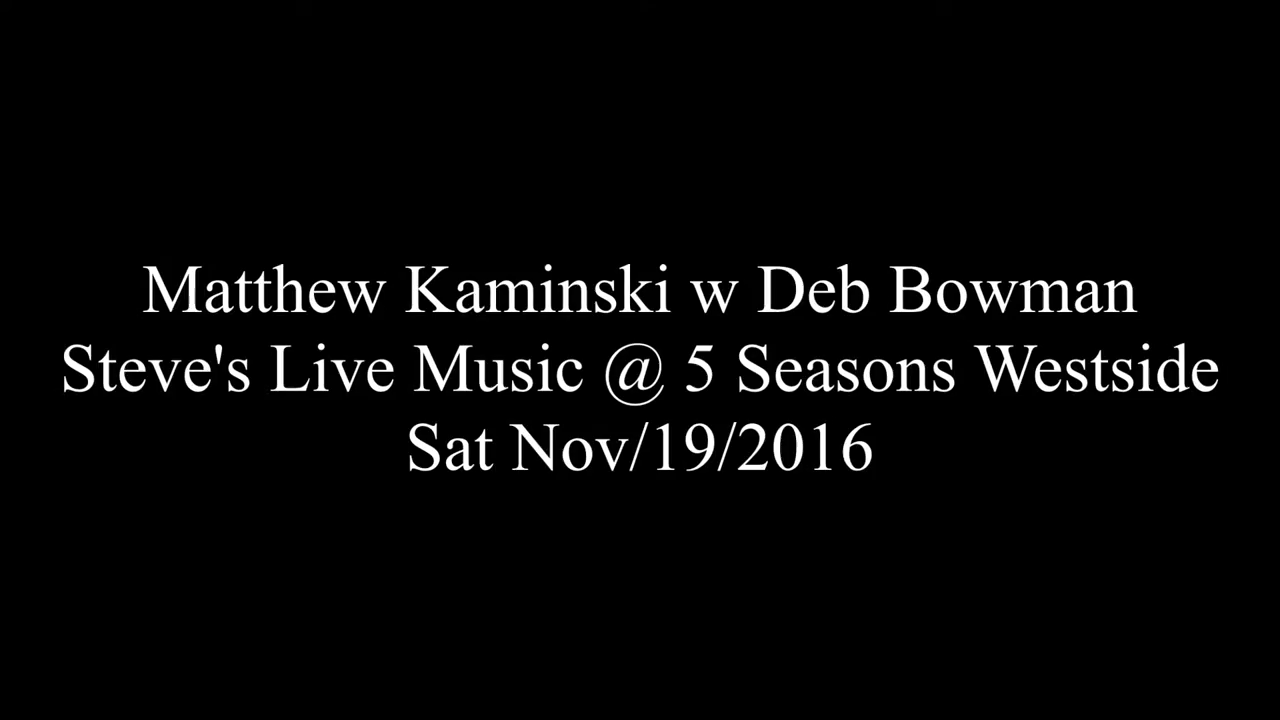 Matthew Kaminski w Deb Bowman
Steve's Live Music @ 5 Seasons Westside
Sat Nov/19/2016